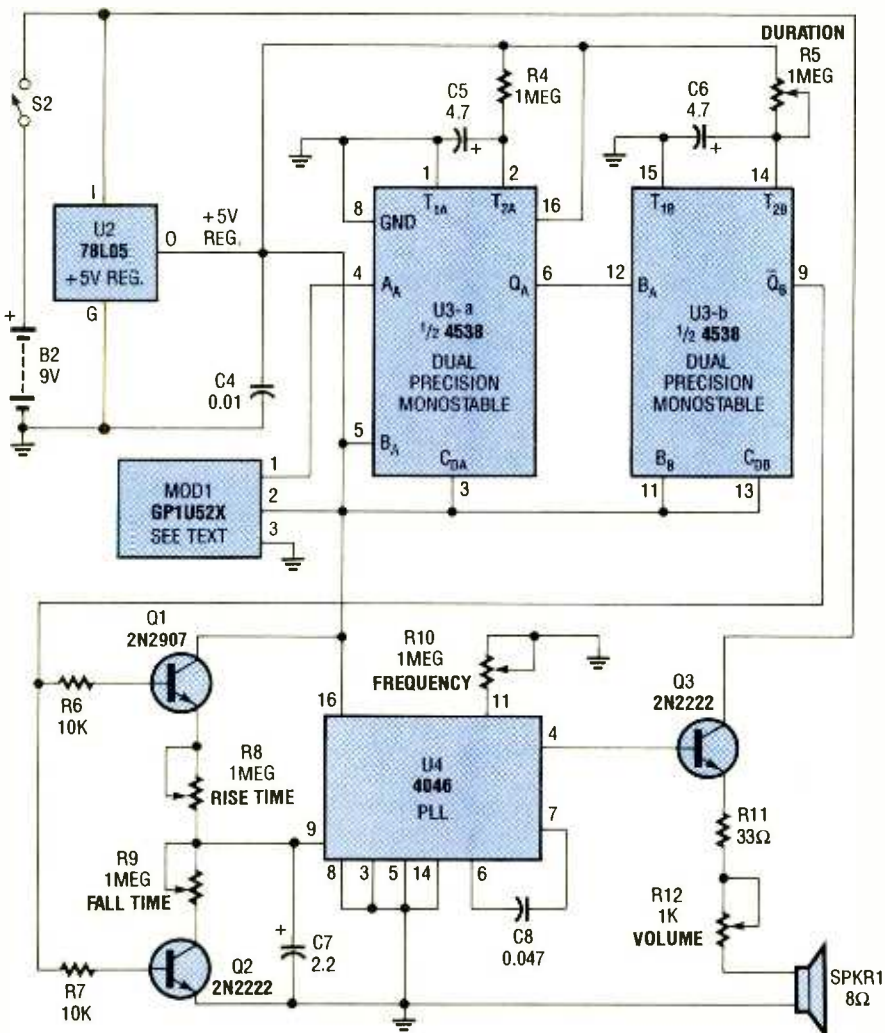 DURATION
R5
1MEG
R4
1MEG
C5
4.7
+
C6
4.7
+
S2
1
2
15
14
I
U2
78L05
+5V REG.
O
G
+5V
REG.
8
GND
T1A
T2A
16
T1B
T2B
4
AA
QA
6
12
BA
Q̅B
9
U3-a
1/2 4538
DUAL
PRECISION
MONOSTABLE
U3-b
1/2 4538
DUAL
PRECISION
MONOSTABLE
+
B2
9V
C4
0.01
5
BA
CDA
3
BB
CDB
11
13
MOD1
GP1U52X
SEE TEXT
1
2
3
Q1
2N2907
R6
10K
R8
1MEG
RISE TIME
R9
1MEG
FALL TIME
R7
10K
Q2
2N2222
+
C7
2.2
R10
1MEG
FREQUENCY
16
11
U4
4046
PLL
4
7
9
8
3
5
14
6
C8
0.047
Q3
2N2222
R11
33Ω
R12
1K
VOLUME
SPKR1
8Ω